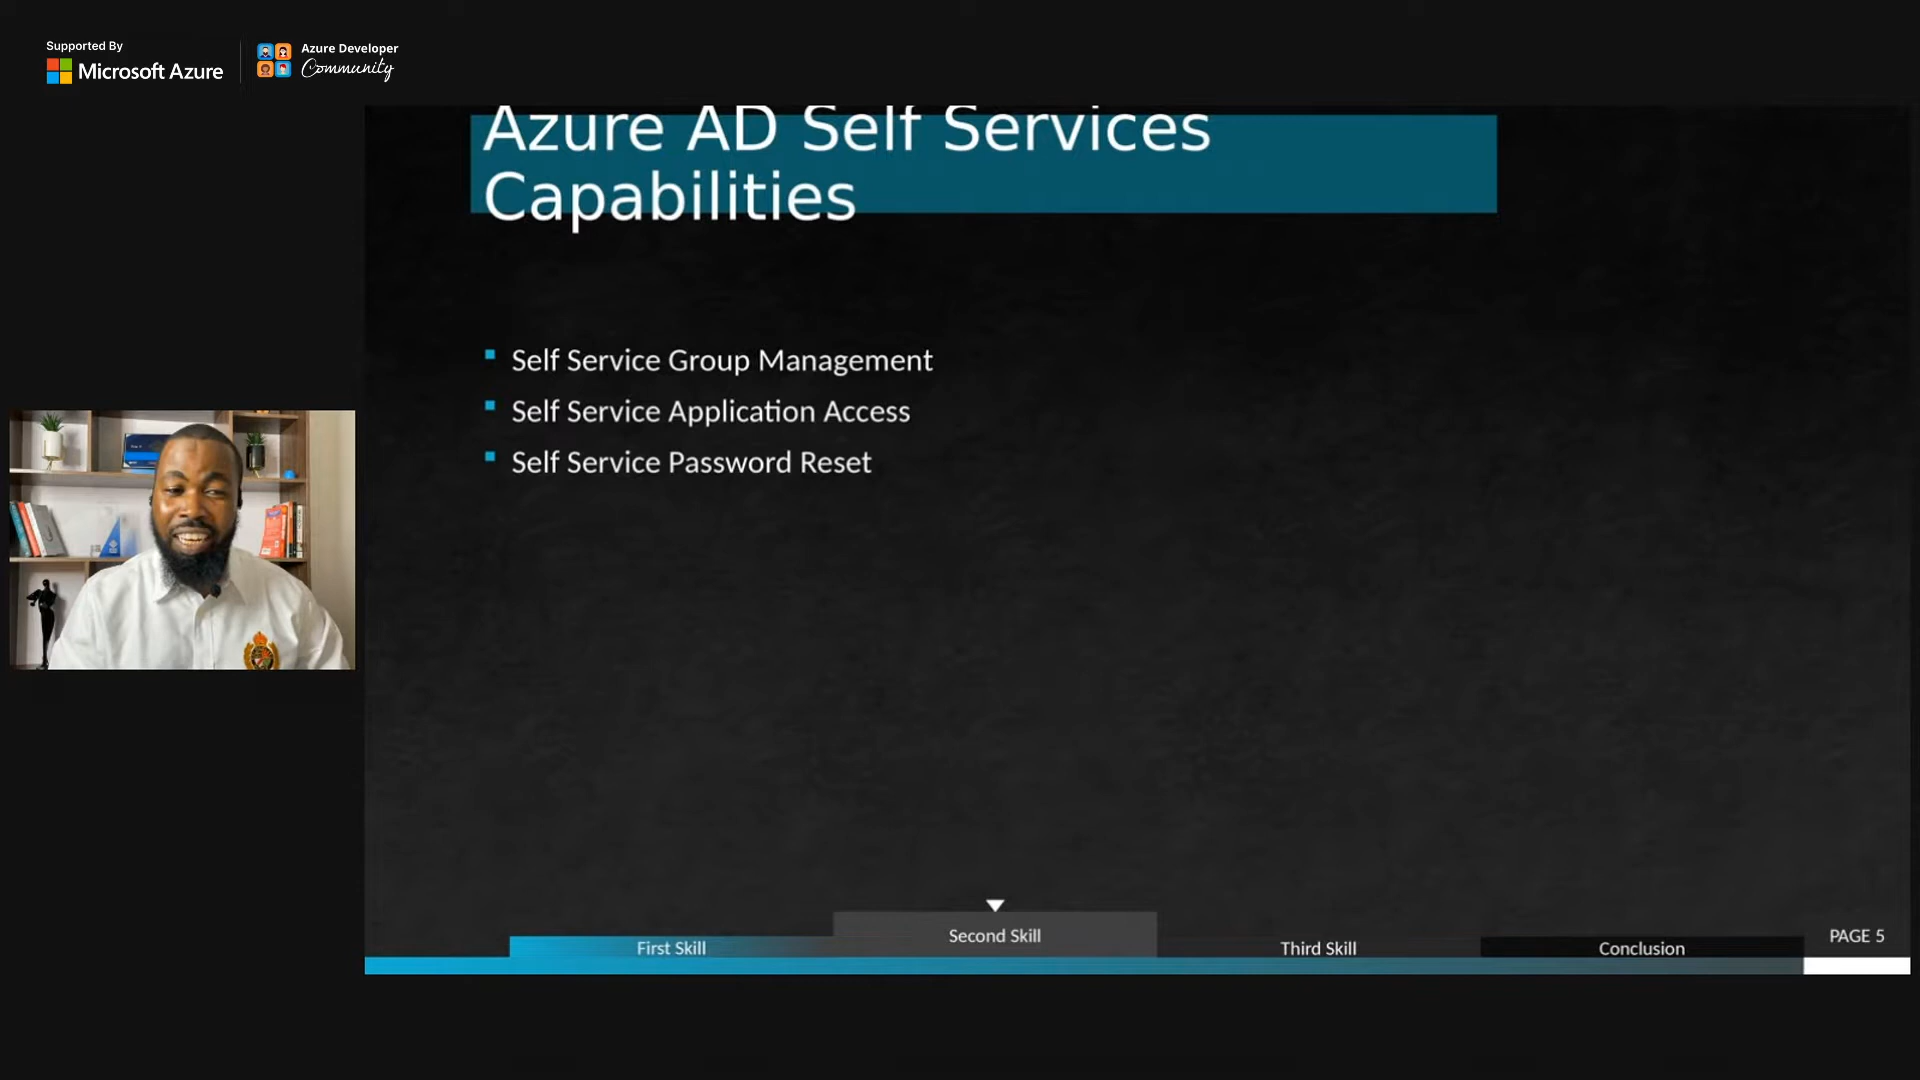 Supported By
Microsoft Azure
Azure Developer
Community
Azure AD Self Services
Capabilities
Self Service Group Management
Self Service Application Access
Self Service Password Reset
First Skill
Second Skill
Third Skill
Conclusion
PAGE 5